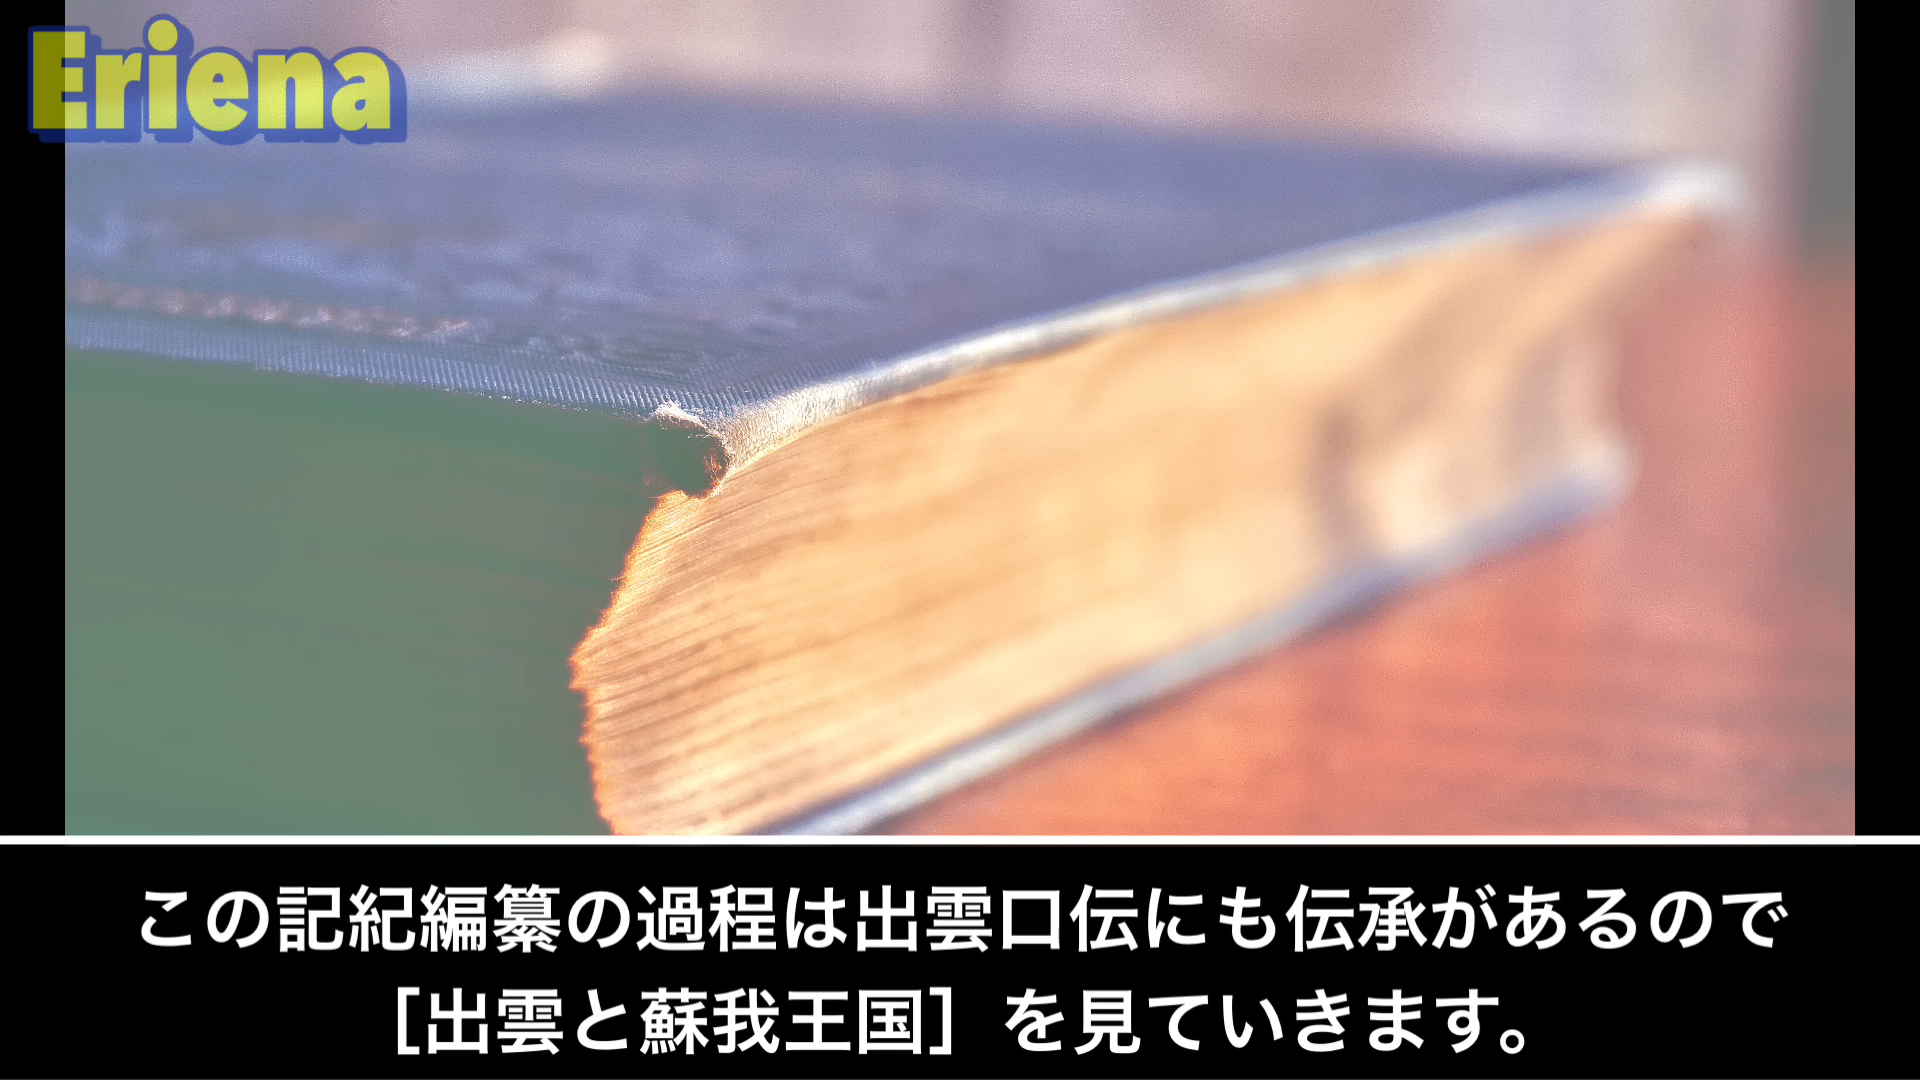 Eriena
この記紀編纂の過程は出雲口伝にも伝承があるので
［出雲と蘇我王国］を見ていきます。